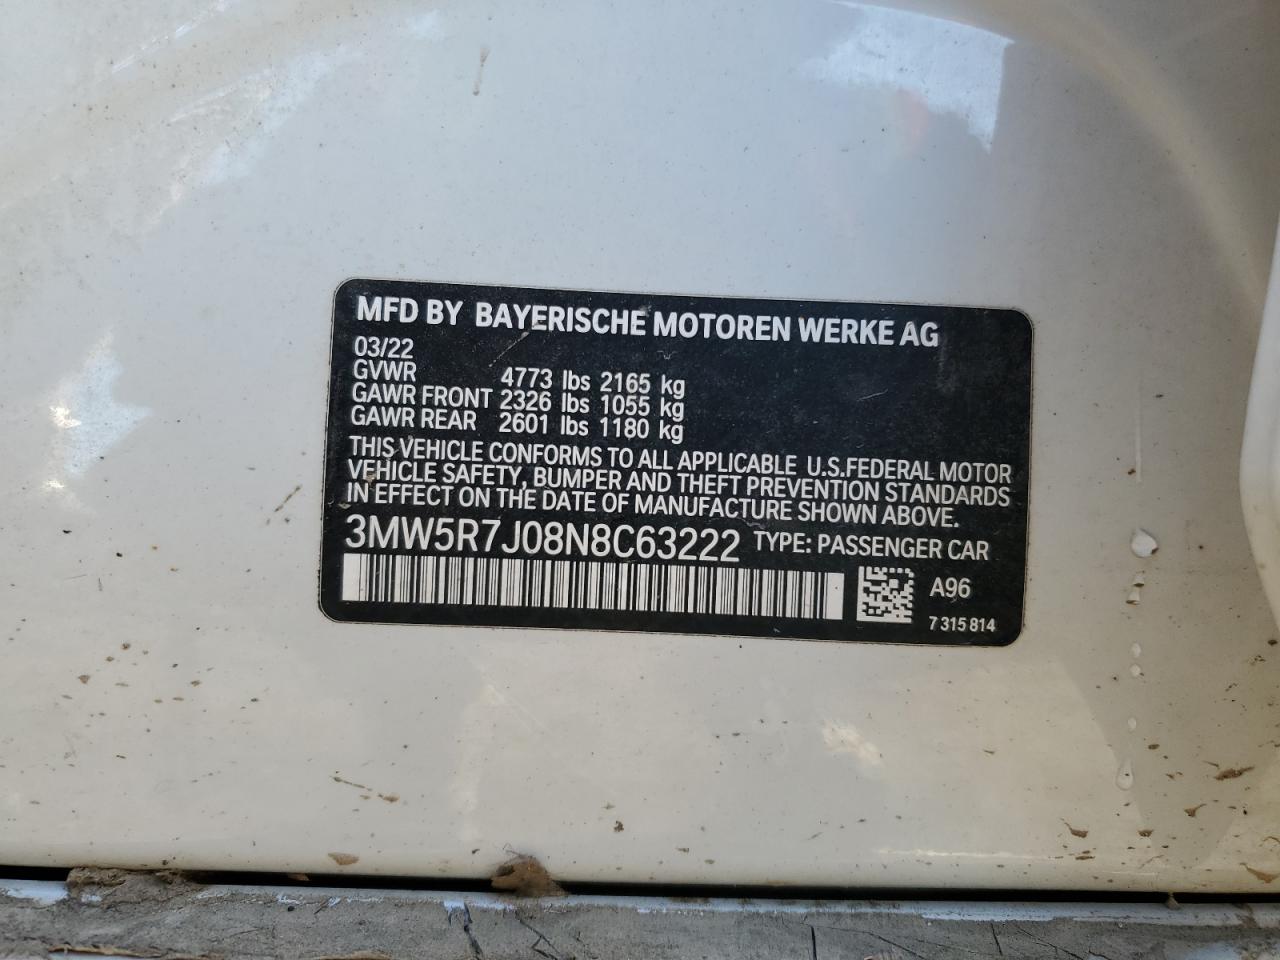 MFD BY BAYERISCHE MOTOREN WERKE AG
03/22
GVWR 4773 lbs 2165 kg
GAWR FRONT 2326 lbs 1055 kg
GAWR REAR 2601 lbs 1180 kg
THIS VEHICLE CONFORMS TO ALL APPLICABLE U.S.FEDERAL MOTOR
VEHICLE SAFETY, BUMPER AND THEFT PREVENTION STANDARDS
IN EFFECT ON THE DATE OF MANUFACTURE SHOWN ABOVE.
3MW5R7J08N8C63222 TYPE: PASSENGER CAR
A96
7 315 814